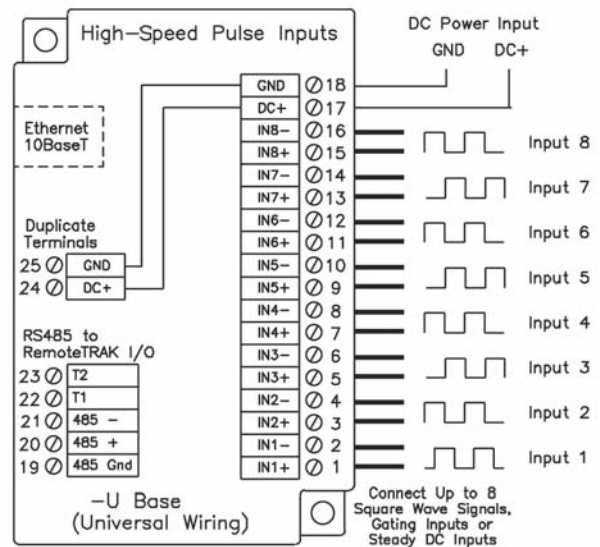 High-Speed Pulse Inputs
DC Power Input
GND DC+
GND 18
DC+ 17
IN8- 16
IN8+ 15
IN7- 14
IN7+ 13
IN6- 12
IN6+ 11
IN5- 10
IN5+ 9
IN4- 8
IN4+ 7
IN3- 6
IN3+ 5
IN2- 4
IN2+ 3
IN1- 2
IN1+ 1
Input 8
Input 7
Input 6
Input 5
Input 4
Input 3
Input 2
Input 1
Ethernet
10BaseT
Duplicate
Terminals
25 GND
24 DC+
RS485 to
RemoteTRAK I/O
23 T2
22 T1
21 485 -
20 485 +
19 485 Gnd
-U Base
(Universal Wiring)
Connect Up to 8
Square Wave Signals,
Gating Inputs or
Steady DC Inputs